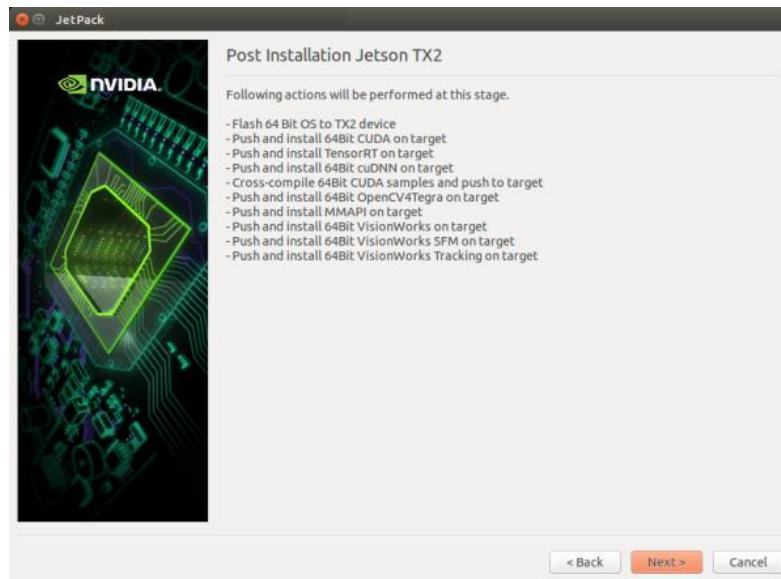 JetPack
NVIDIA.
Post Installation Jetson TX2
Following actions will be performed at this stage.
- Flash 64 Bit OS to TX2 device
- Push and install 64Bit CUDA on target
- Push and install TensorRT on target
- Push and install 64Bit cuDNN on target
- Cross-compile 64Bit CUDA samples and push to target
- Push and install 64Bit OpenCV4Tegra on target
- Push and install MMAPI on target
- Push and install 64Bit VisionWorks on target
- Push and install 64Bit VisionWorks SFM on target
- Push and install 64Bit VisionWorks Tracking on target
< Back Next > Cancel